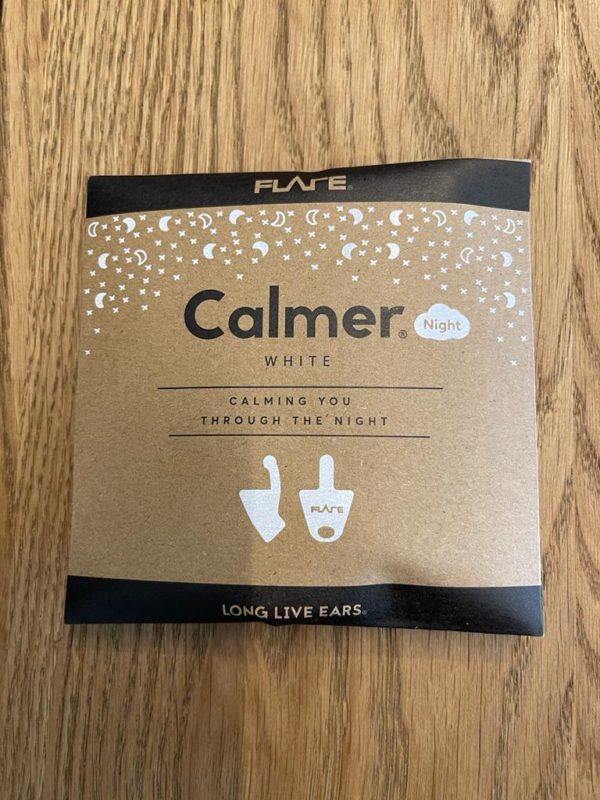 FLARE®
Calmer® Night
WHITE
CALMING YOU
THROUGH THE NIGHT
FLARE
LONG LIVE EARS®